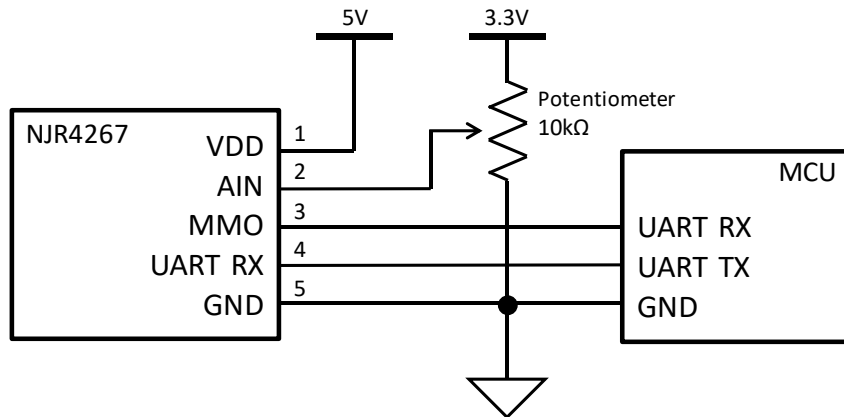 5V
3.3V
Potentiometer
10kΩ
NJR4267
VDD
1
AIN
2
MMO
3
UART RX
4
GND
5
MCU
UART RX
UART TX
GND